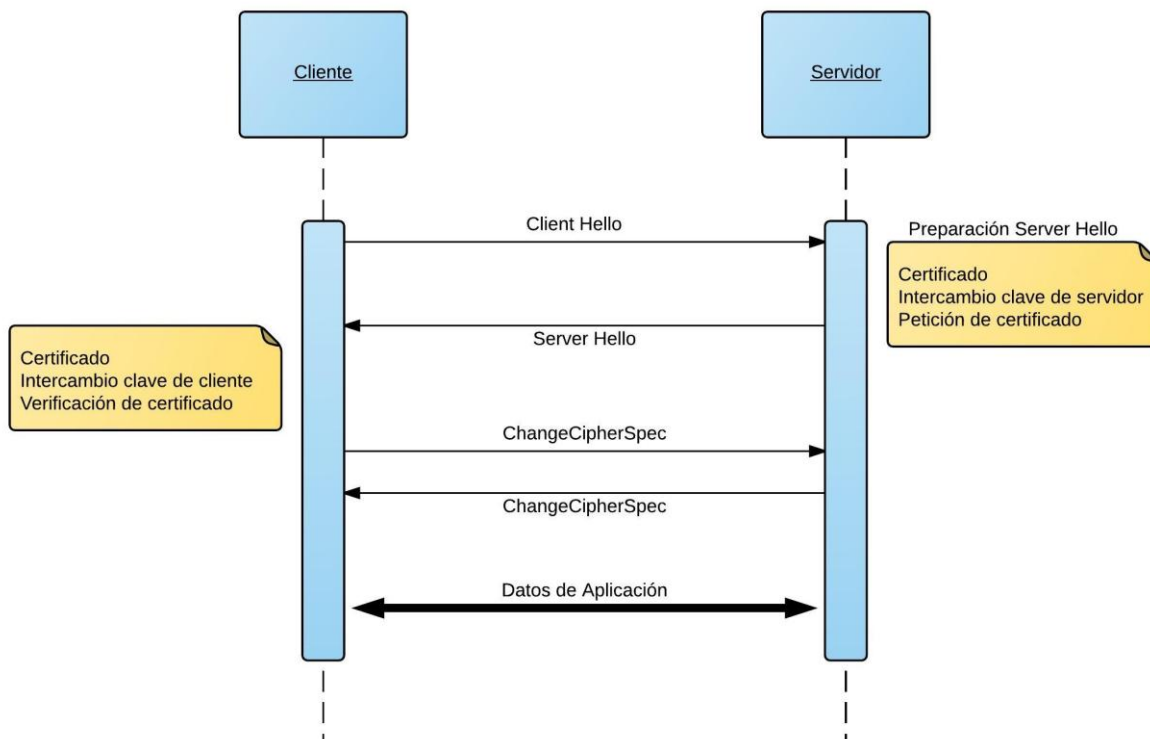 Cliente
Servidor
Client Hello
Preparación Server Hello
Certificado
Intercambio clave de servidor
Petición de certificado
Server Hello
Certificado
Intercambio clave de cliente
Verificación de certificado
ChangeCipherSpec
ChangeCipherSpec
Datos de Aplicación